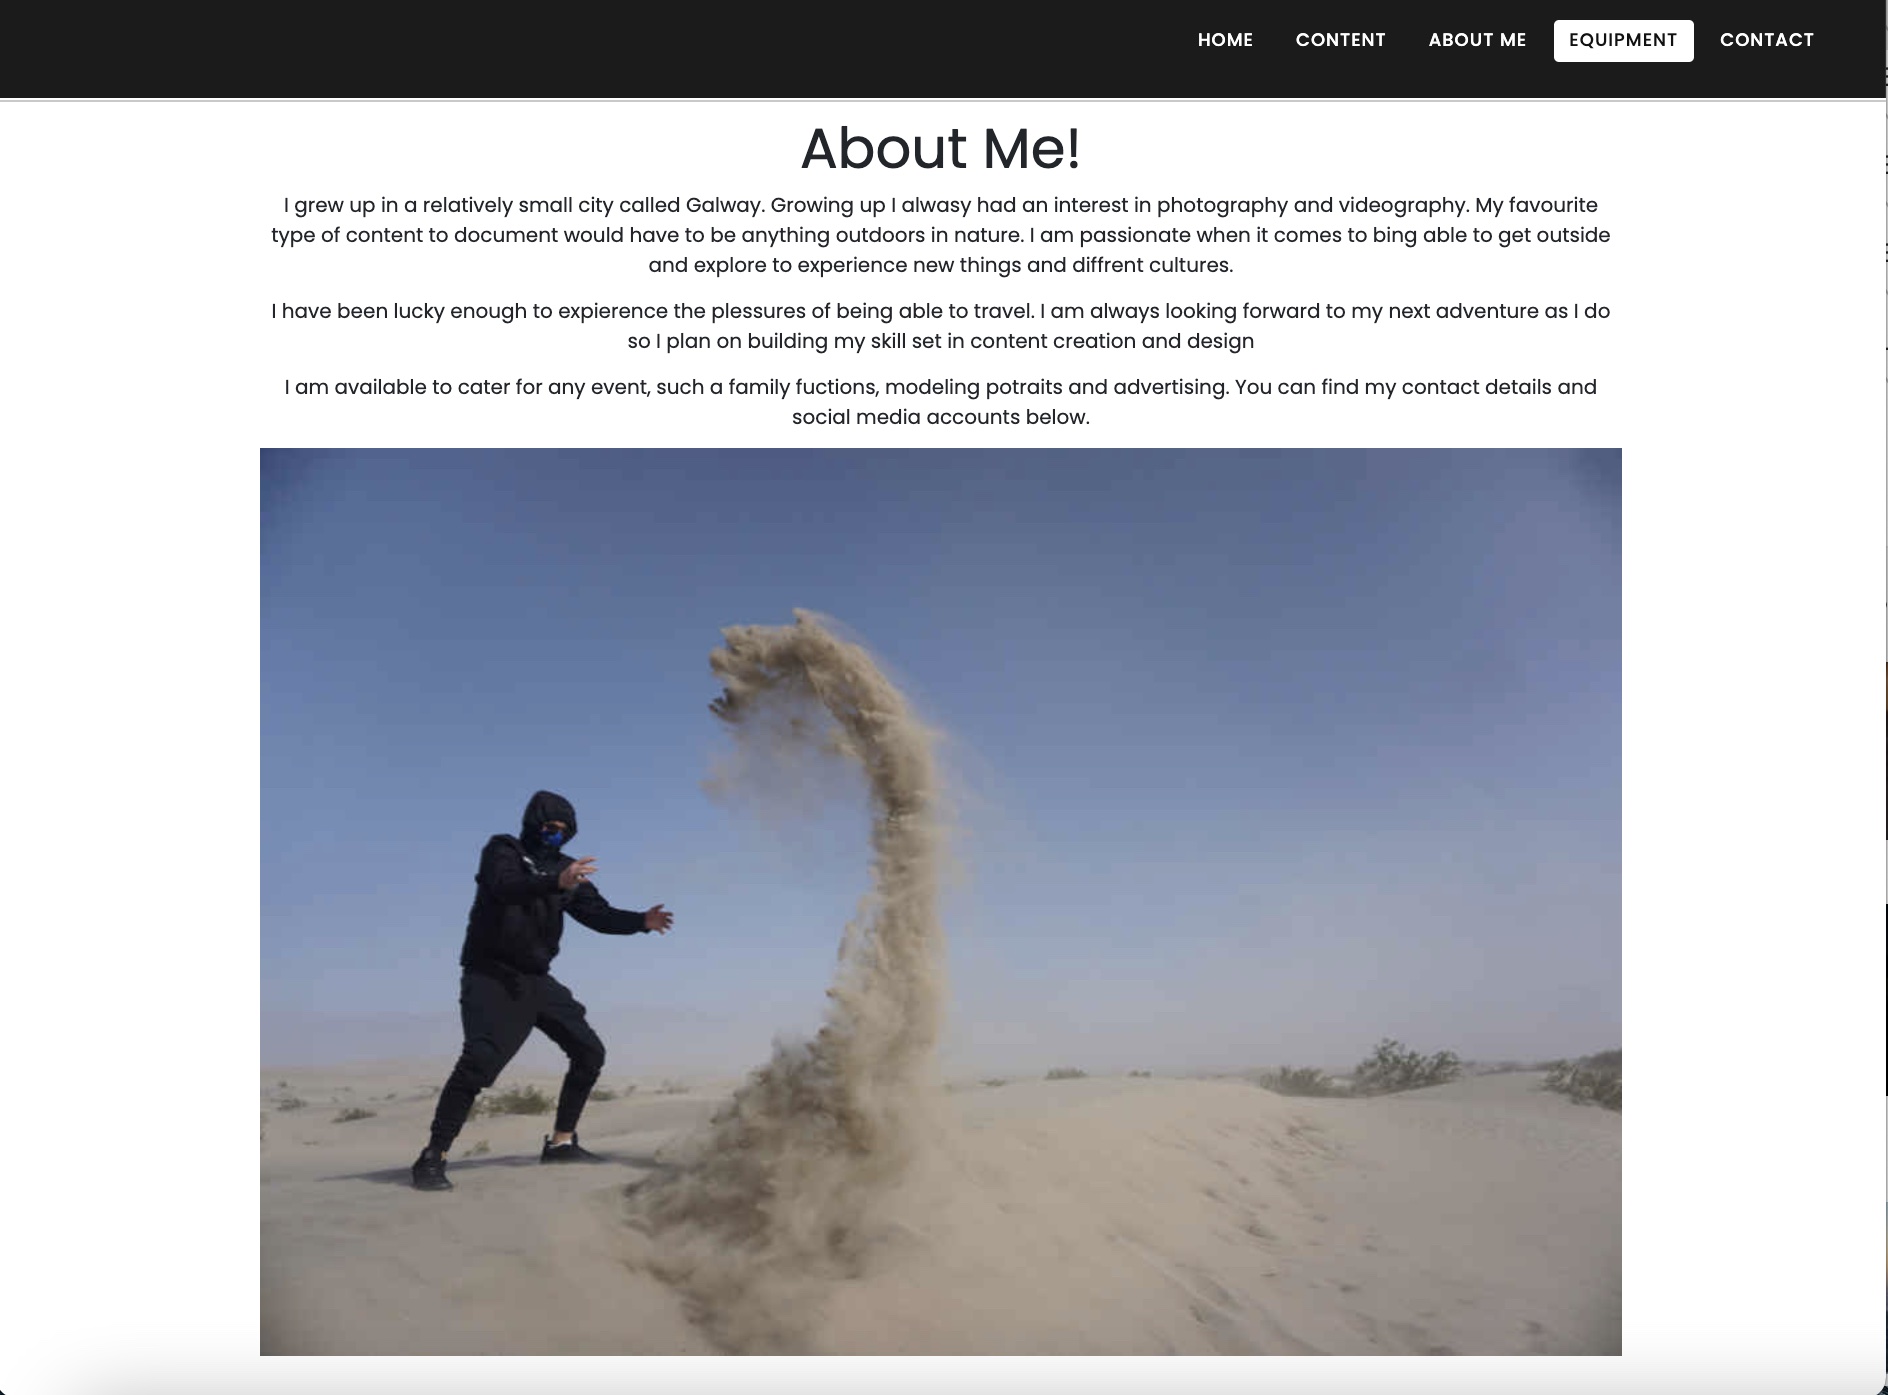 HOME CONTENT ABOUT ME EQUIPMENT CONTACT
About Me!
I grew up in a relatively small city called Galway. Growing up I alwasy had an interest in photography and videography. My favourite
type of content to document would have to be anything outdoors in nature. I am passionate when it comes to bing able to get outside
and explore to experience new things and diffrent cultures.
I have been lucky enough to expierence the plessures of being able to travel. I am always looking forward to my next adventure as I do
so I plan on building my skill set in content creation and design
I am available to cater for any event, such a family fuctions, modeling potraits and advertising. You can find my contact details and
social media accounts below.